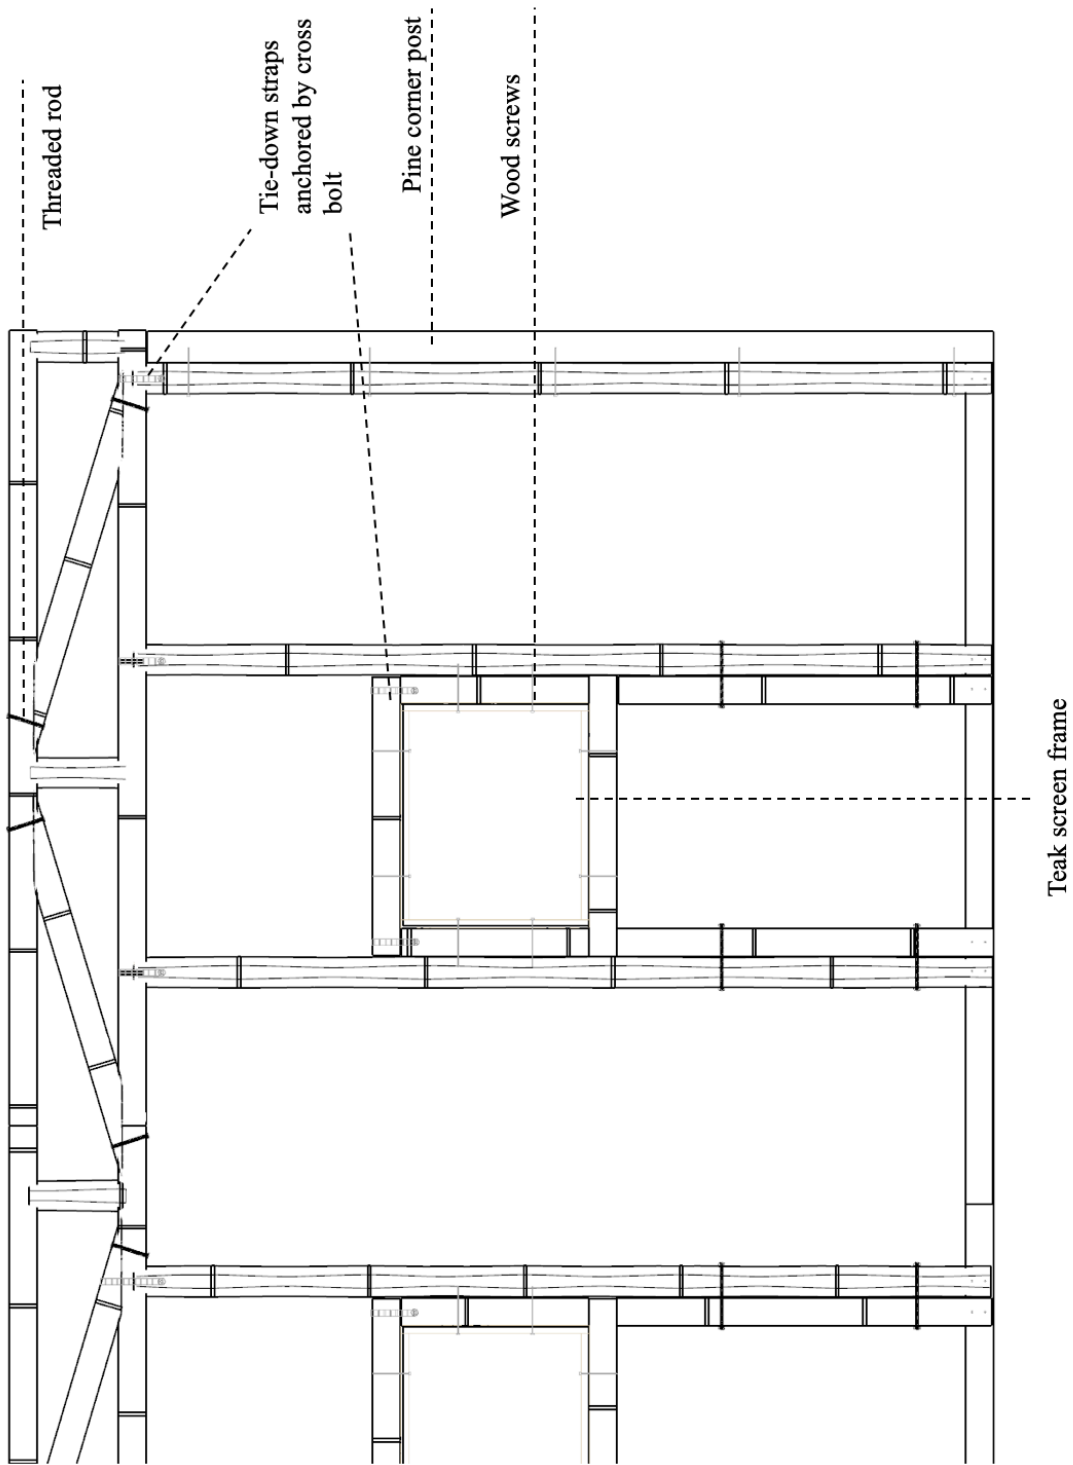 Threaded rod
Tie-down straps
anchored by cross
bolt
Pine corner post
Wood screws
Teak screen frame